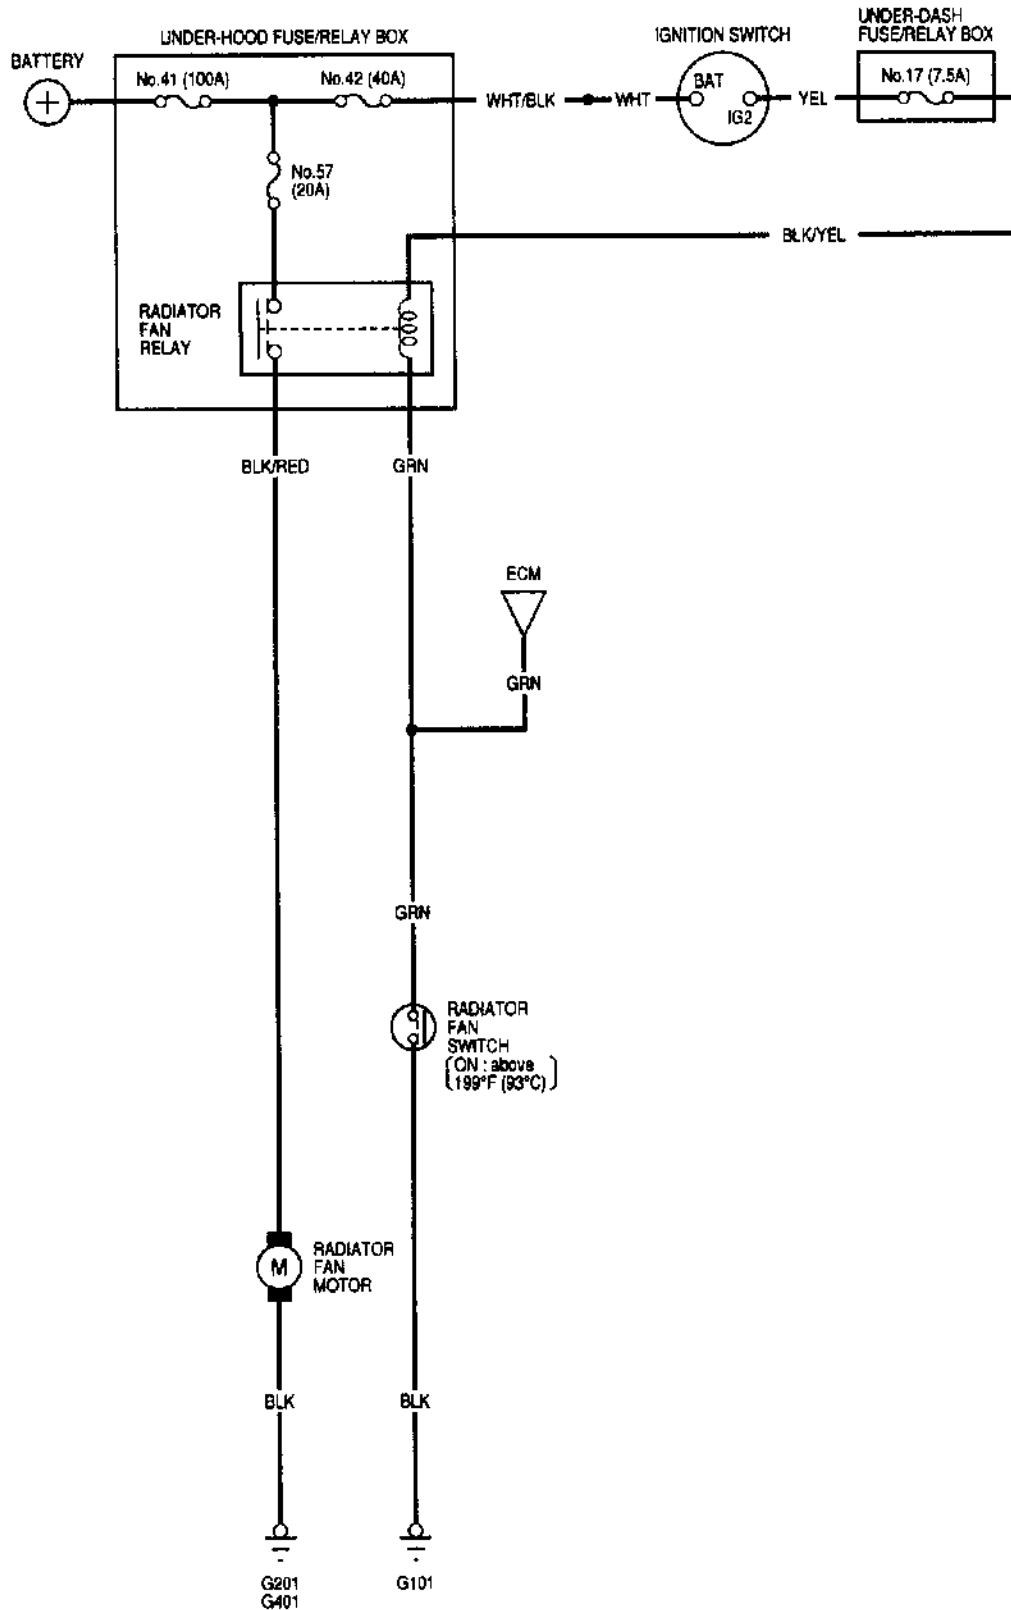 UNDER-DASH
FUSE/RELAY BOX
UNDER-HOOD FUSE/RELAY BOX
IGNITION SWITCH
BATTERY
No.41 (100A)
No.42 (40A)
BAT
No.17 (7.5A)
WHT/BLK
WHT
YEL
IG2
No.57
(20A)
BLK/YEL
RADIATOR
FAN
RELAY
BLK/RED
GRN
ECM
GRN
GRN
RADIATOR
FAN
SWITCH
ON : above
199°F (93°C)
M
RADIATOR
FAN
MOTOR
BLK
BLK
G201
G401
G101